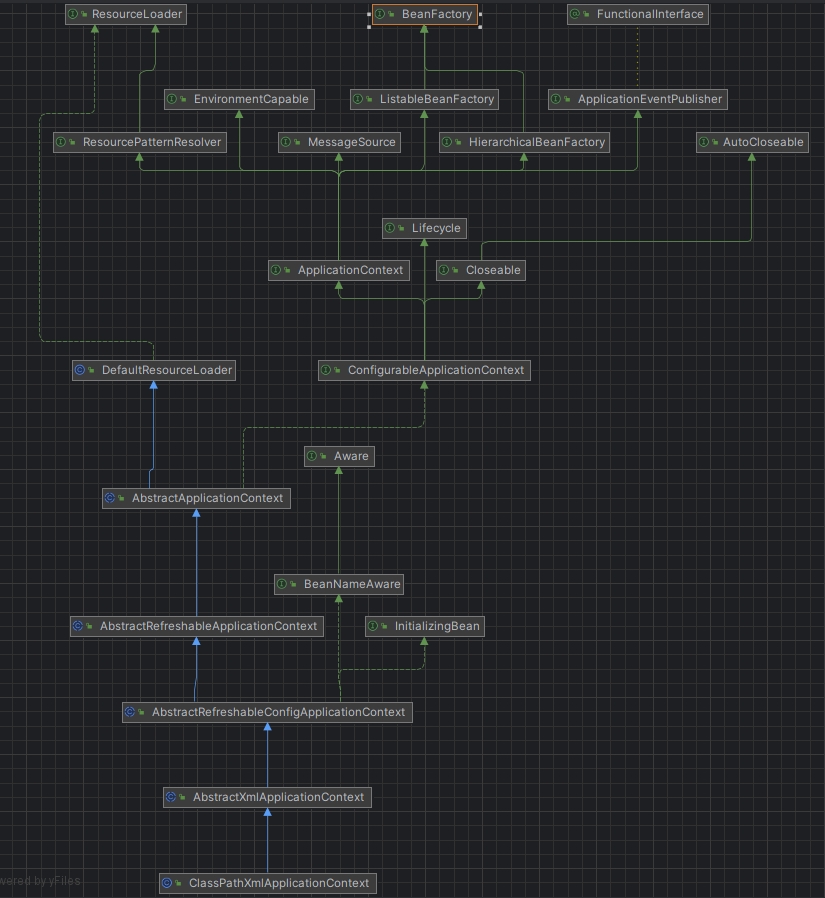 ResourceLoader
BeanFactory
FunctionalInterface
EnvironmentCapable
ListableBeanFactory
ApplicationEventPublisher
ResourcePatternResolver
MessageSource
HierarchicalBeanFactory
AutoCloseable
Lifecycle
ApplicationContext
Closeable
DefaultResourceLoader
ConfigurableApplicationContext
Aware
AbstractApplicationContext
BeanNameAware
AbstractRefreshableApplicationContext
InitializingBean
AbstractRefreshableConfigApplicationContext
AbstractXmlApplicationContext
wered by yFiles
ClassPathXmlApplicationContext